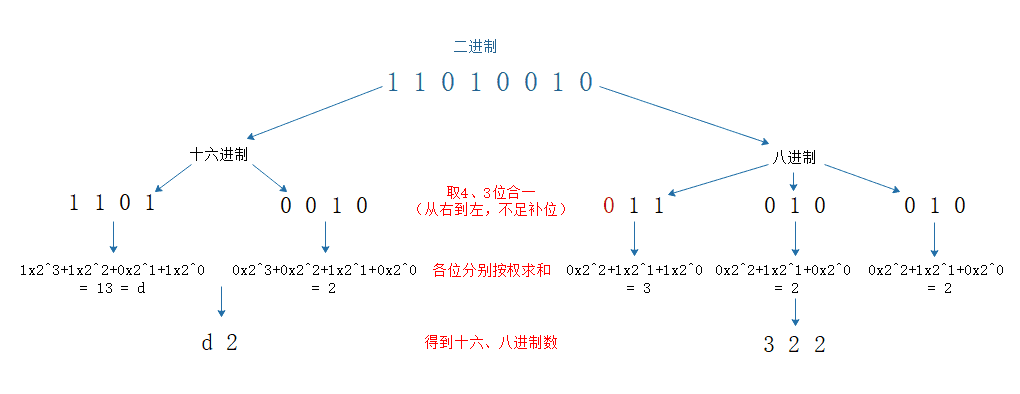 二进制
1 1 0 1 0 0 1 0
十六进制
八进制
1 1 0 1
0 0 1 0
取4、3位合一
（从右到左，不足补位）
0 1 1
0 1 0
0 1 0
1x2^3+1x2^2+0x2^1+1x2^0
= 13 = d
0x2^3+0x2^2+1x2^1+0x2^0
= 2
各位分别按权求和
0x2^2+1x2^1+1x2^0
= 3
0x2^2+1x2^1+0x2^0
= 2
0x2^2+1x2^1+0x2^0
= 2
d 2
得到十六、八进制数
3 2 2